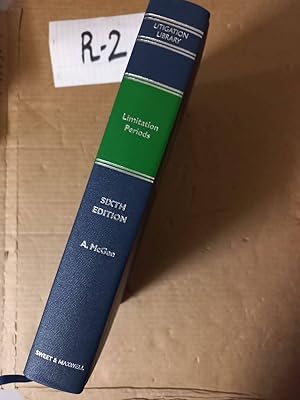 R-2
LITIGATION
LIBRARY
Limitation
Periods
SIXTH
EDITION
A. McGee
SWEET & MAXWELL